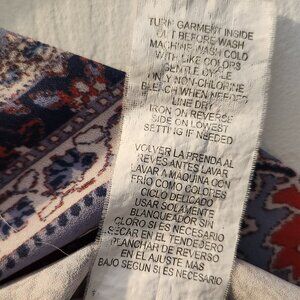 TURN GARMENT INSIDE
OUT BEFORE WASH
MACHINE WASH COLD
WITH LIKE COLORS
GENTLE CYCLE
ONLY NON-CHLORINE
BLEACH WHEN NEEDED
LINE DRY
IRON ON REVERSE
SIDE ON LOWEST
SETTING IF NEEDED
VOLVER LA PRENDA AL
REVES ANTES LAVAR
LAVAR A MAQUINA CON
FRIO COMO COLORES
CICLO DELICADO
USAR SOLAMENTE
BLANQUEADOR SIN
CLORO SI ES NECESARIO
SECAR EN EL TENDEDERO
PLANCHAR DE REVERSO
EN EL AJUSTE MAS
BAJO SEGUN SI ES NECESARIO